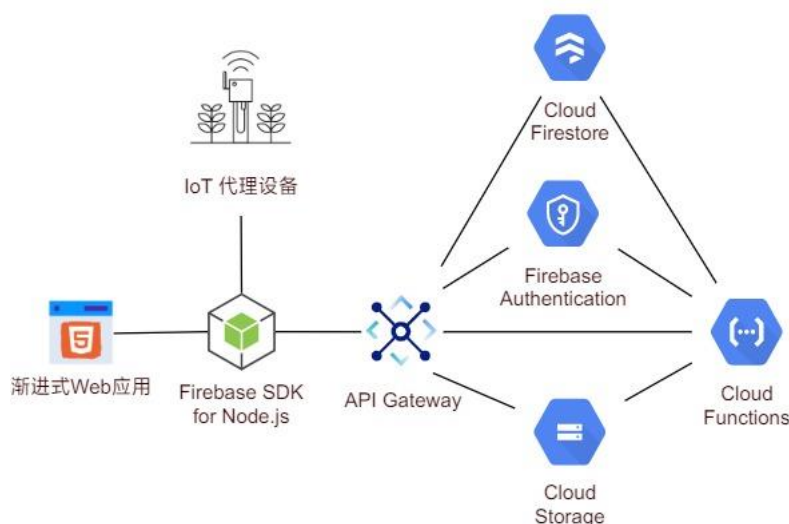 Cloud
Firestore
IoT 代理设备
Firebase
Authentication
渐进式Web应用
Firebase SDK
for Node.js
API Gateway
Cloud
Functions
Cloud
Storage